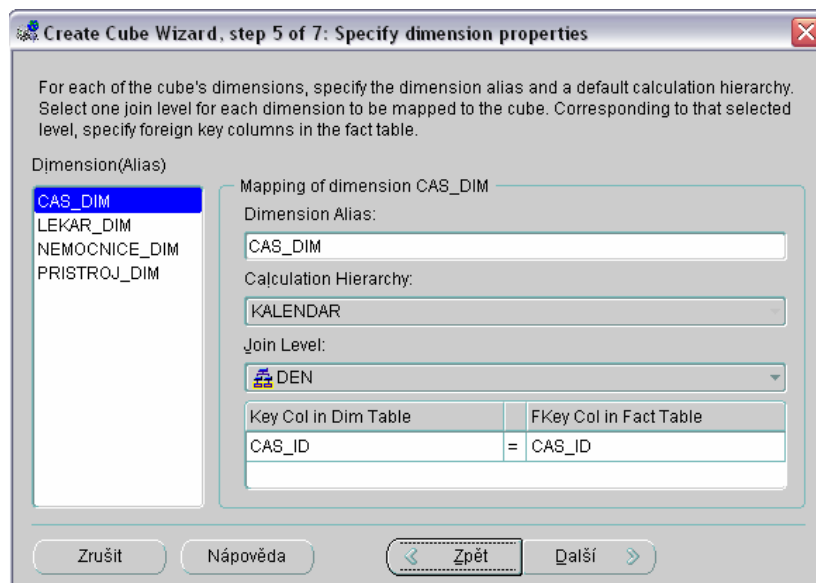 Create Cube Wizard, step 5 of 7: Specify dimension properties
For each of the cube's dimensions, specify the dimension alias and a default calculation hierarchy.
Select one join level for each dimension to be mapped to the cube. Corresponding to that selected
level, specify foreign key columns in the fact table.
Dimension(Alias)
CAS_DIM
LEKAR_DIM
NEMOCNICE_DIM
PRISTROJ_DIM
Mapping of dimension CAS_DIM
Dimension Alias:
CAS_DIM
Calculation Hierarchy:
KALENDAR
Join Level:
DEN
Key Col in Dim Table FKey Col in Fact Table
CAS_ID = CAS_ID
Zrušit Nápověda Zpět Další